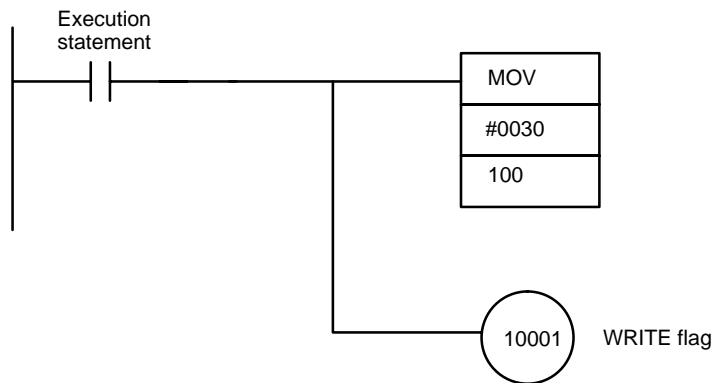 Execution
statement
MOV
#0030
100
10001
WRITE flag